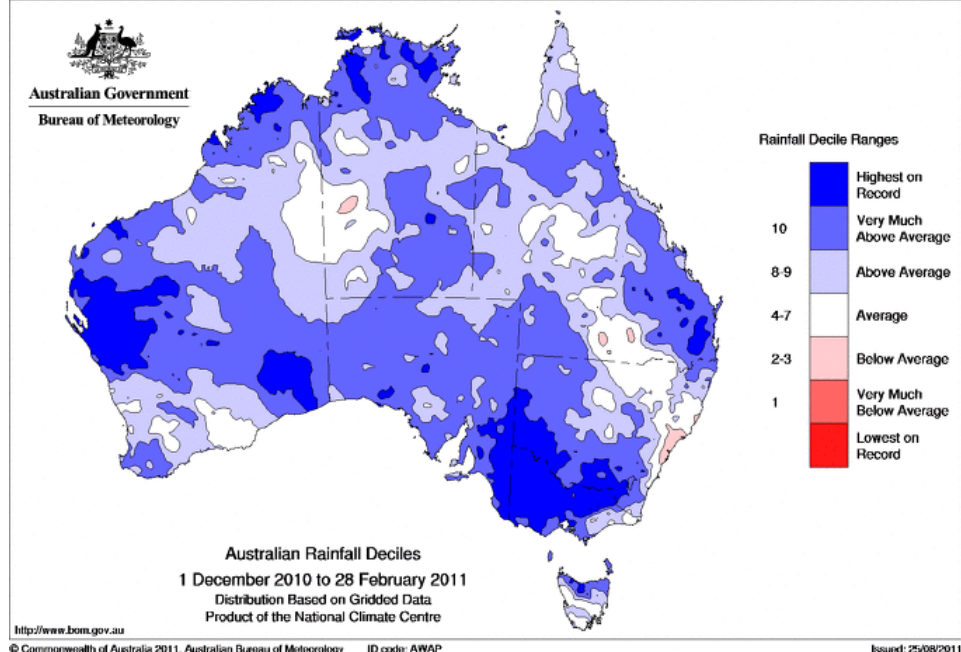 Australian Government
Bureau of Meteorology
Rainfall Decile Ranges
Highest on
Record
10
Very Much
Above Average
8-9
Above Average
4-7
Average
2-3
Below Average
1
Very Much
Below Average
Lowest on
Record
Australian Rainfall Deciles
1 December 2010 to 28 February 2011
Distribution Based on Gridded Data
Product of the National Climate Centre
http://www.bom.gov.au
© Commonwealth of Australia 2011, Australian Bureau of Meteorology ID code: AWAP Issued: 25/08/2011